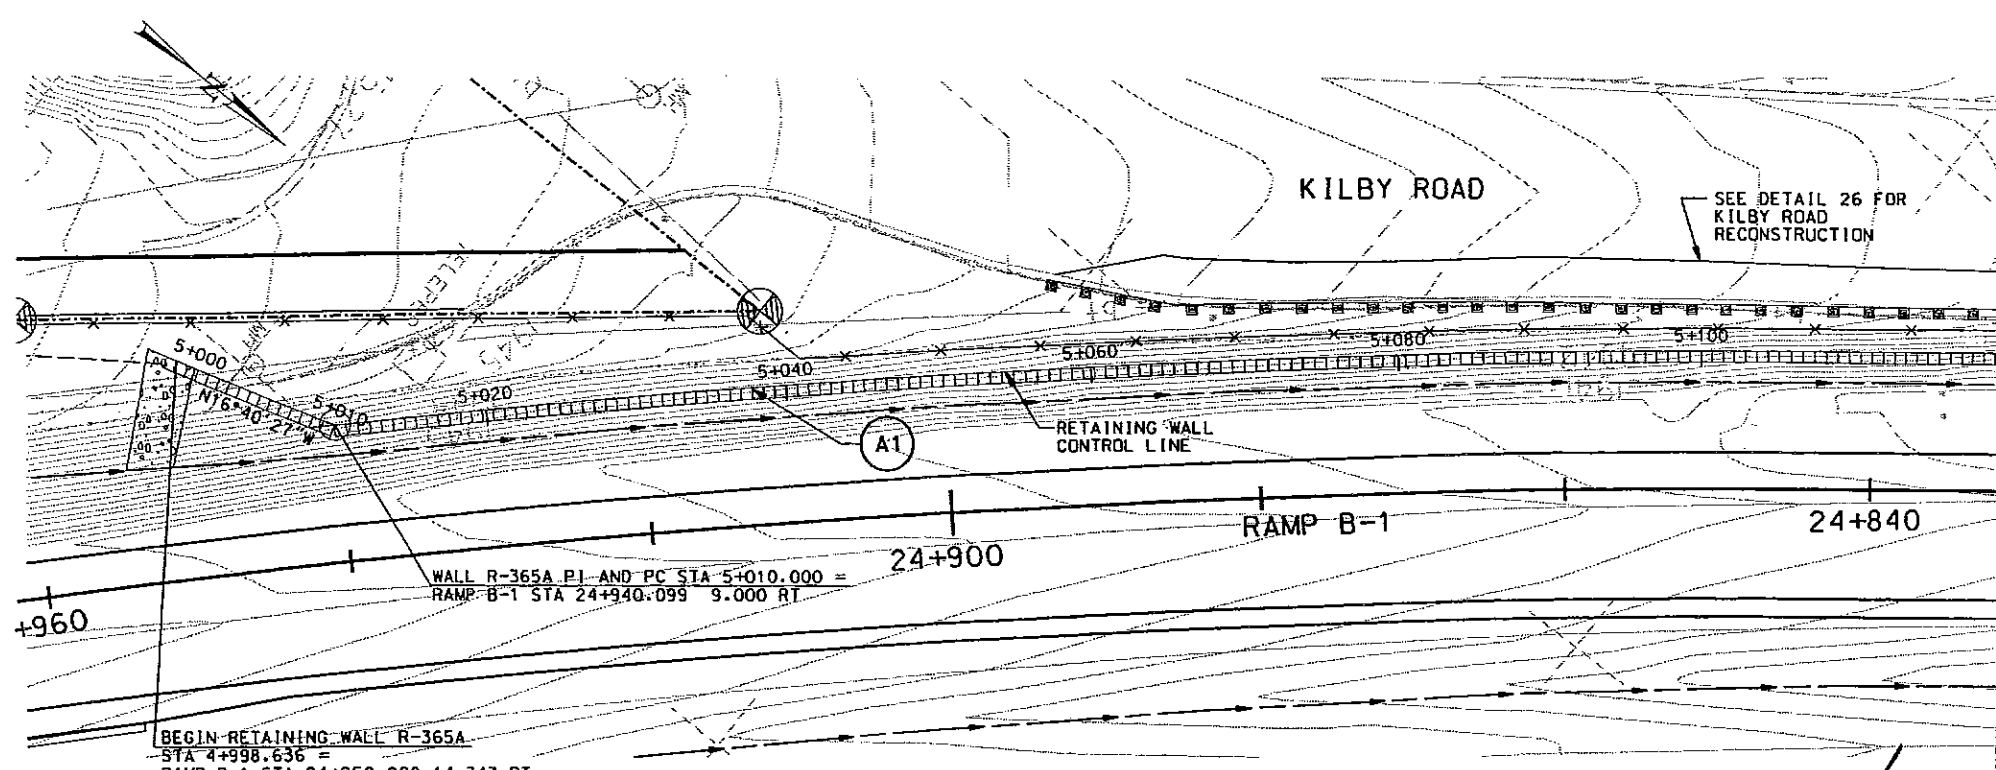 N
KILBY ROAD
SEE DETAIL 26 FOR
KILBY ROAD
RECONSTRUCTION
5+000
5+010
5+020
5+040
5+060
5+080
5+100
N16°40'27"W
A1
RETAINING WALL
CONTROL LINE
RAMP B-1
24+840
24+900
+960
WALL R-365A PI AND PC STA 5+010.000 =
RAMP B-1 STA 24+940.099 9.000 RT
BEGIN RETAINING WALL R-365A
STA 4+998.636 =